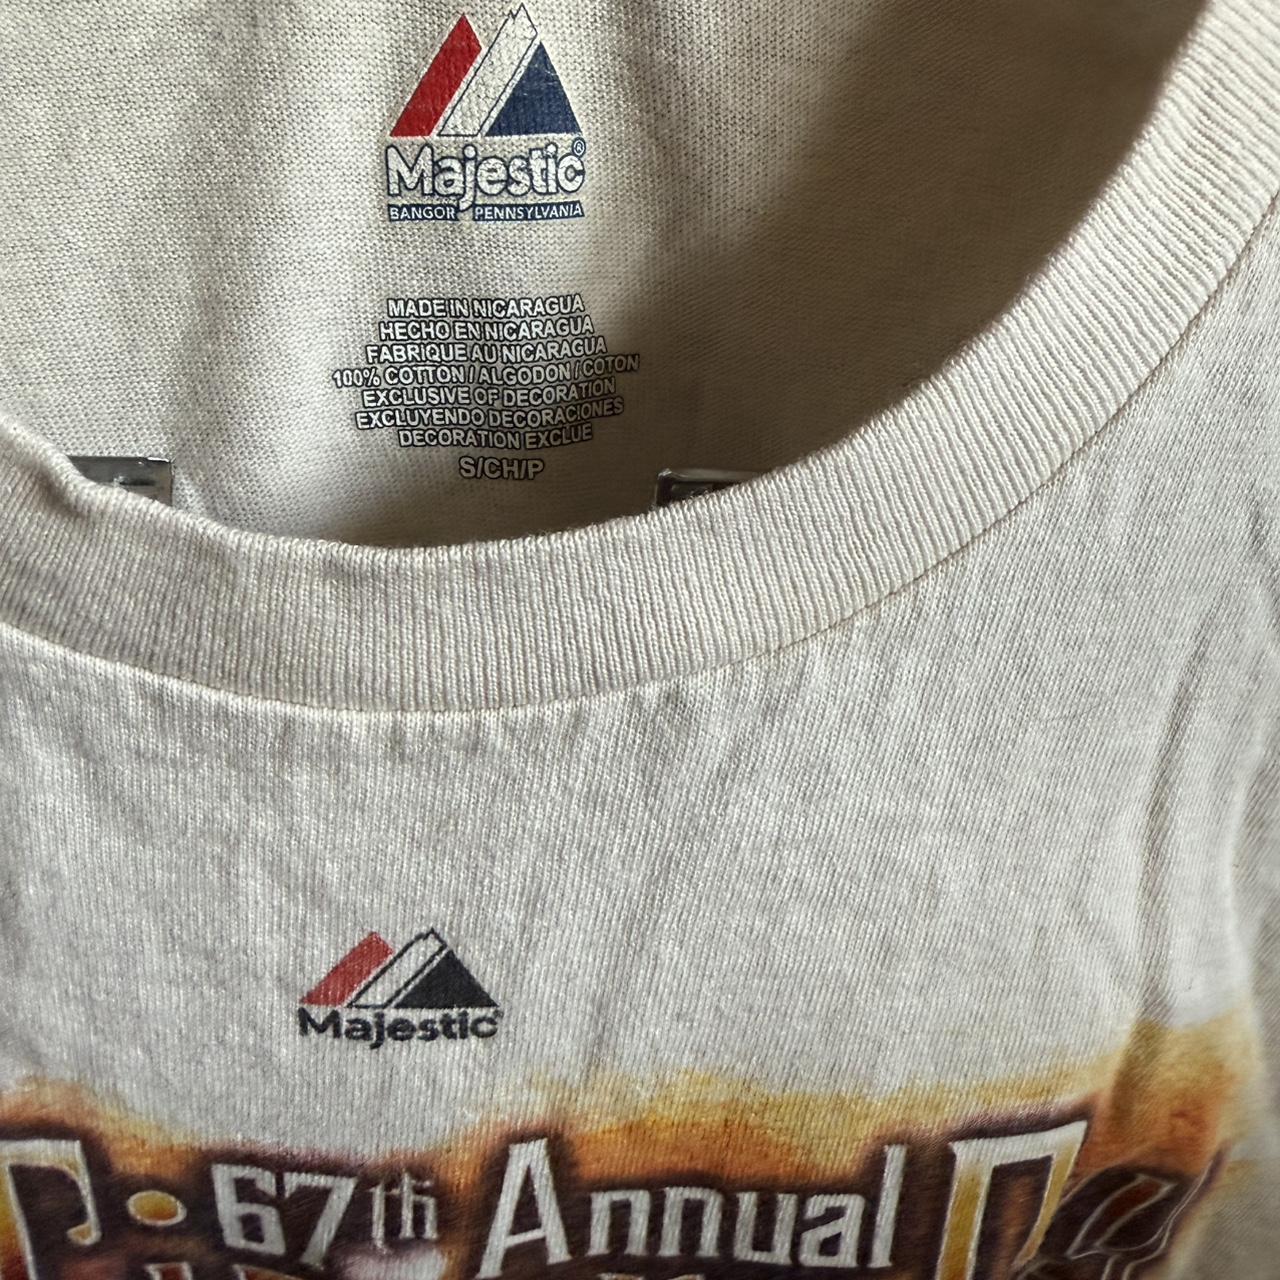 Majestic®
BANGOR PENNSYLVANIA
MADE IN NICARAGUA
HECHO EN NICARAGUA
FABRIQUE AU NICARAGUA
100% COTTON / ALGODON / COTON
EXCLUSIVE OF DECORATION
EXCLUYENDO DECORACIONES
DECORATION EXCLUE
S/CH/P
Majestic
67th Annual